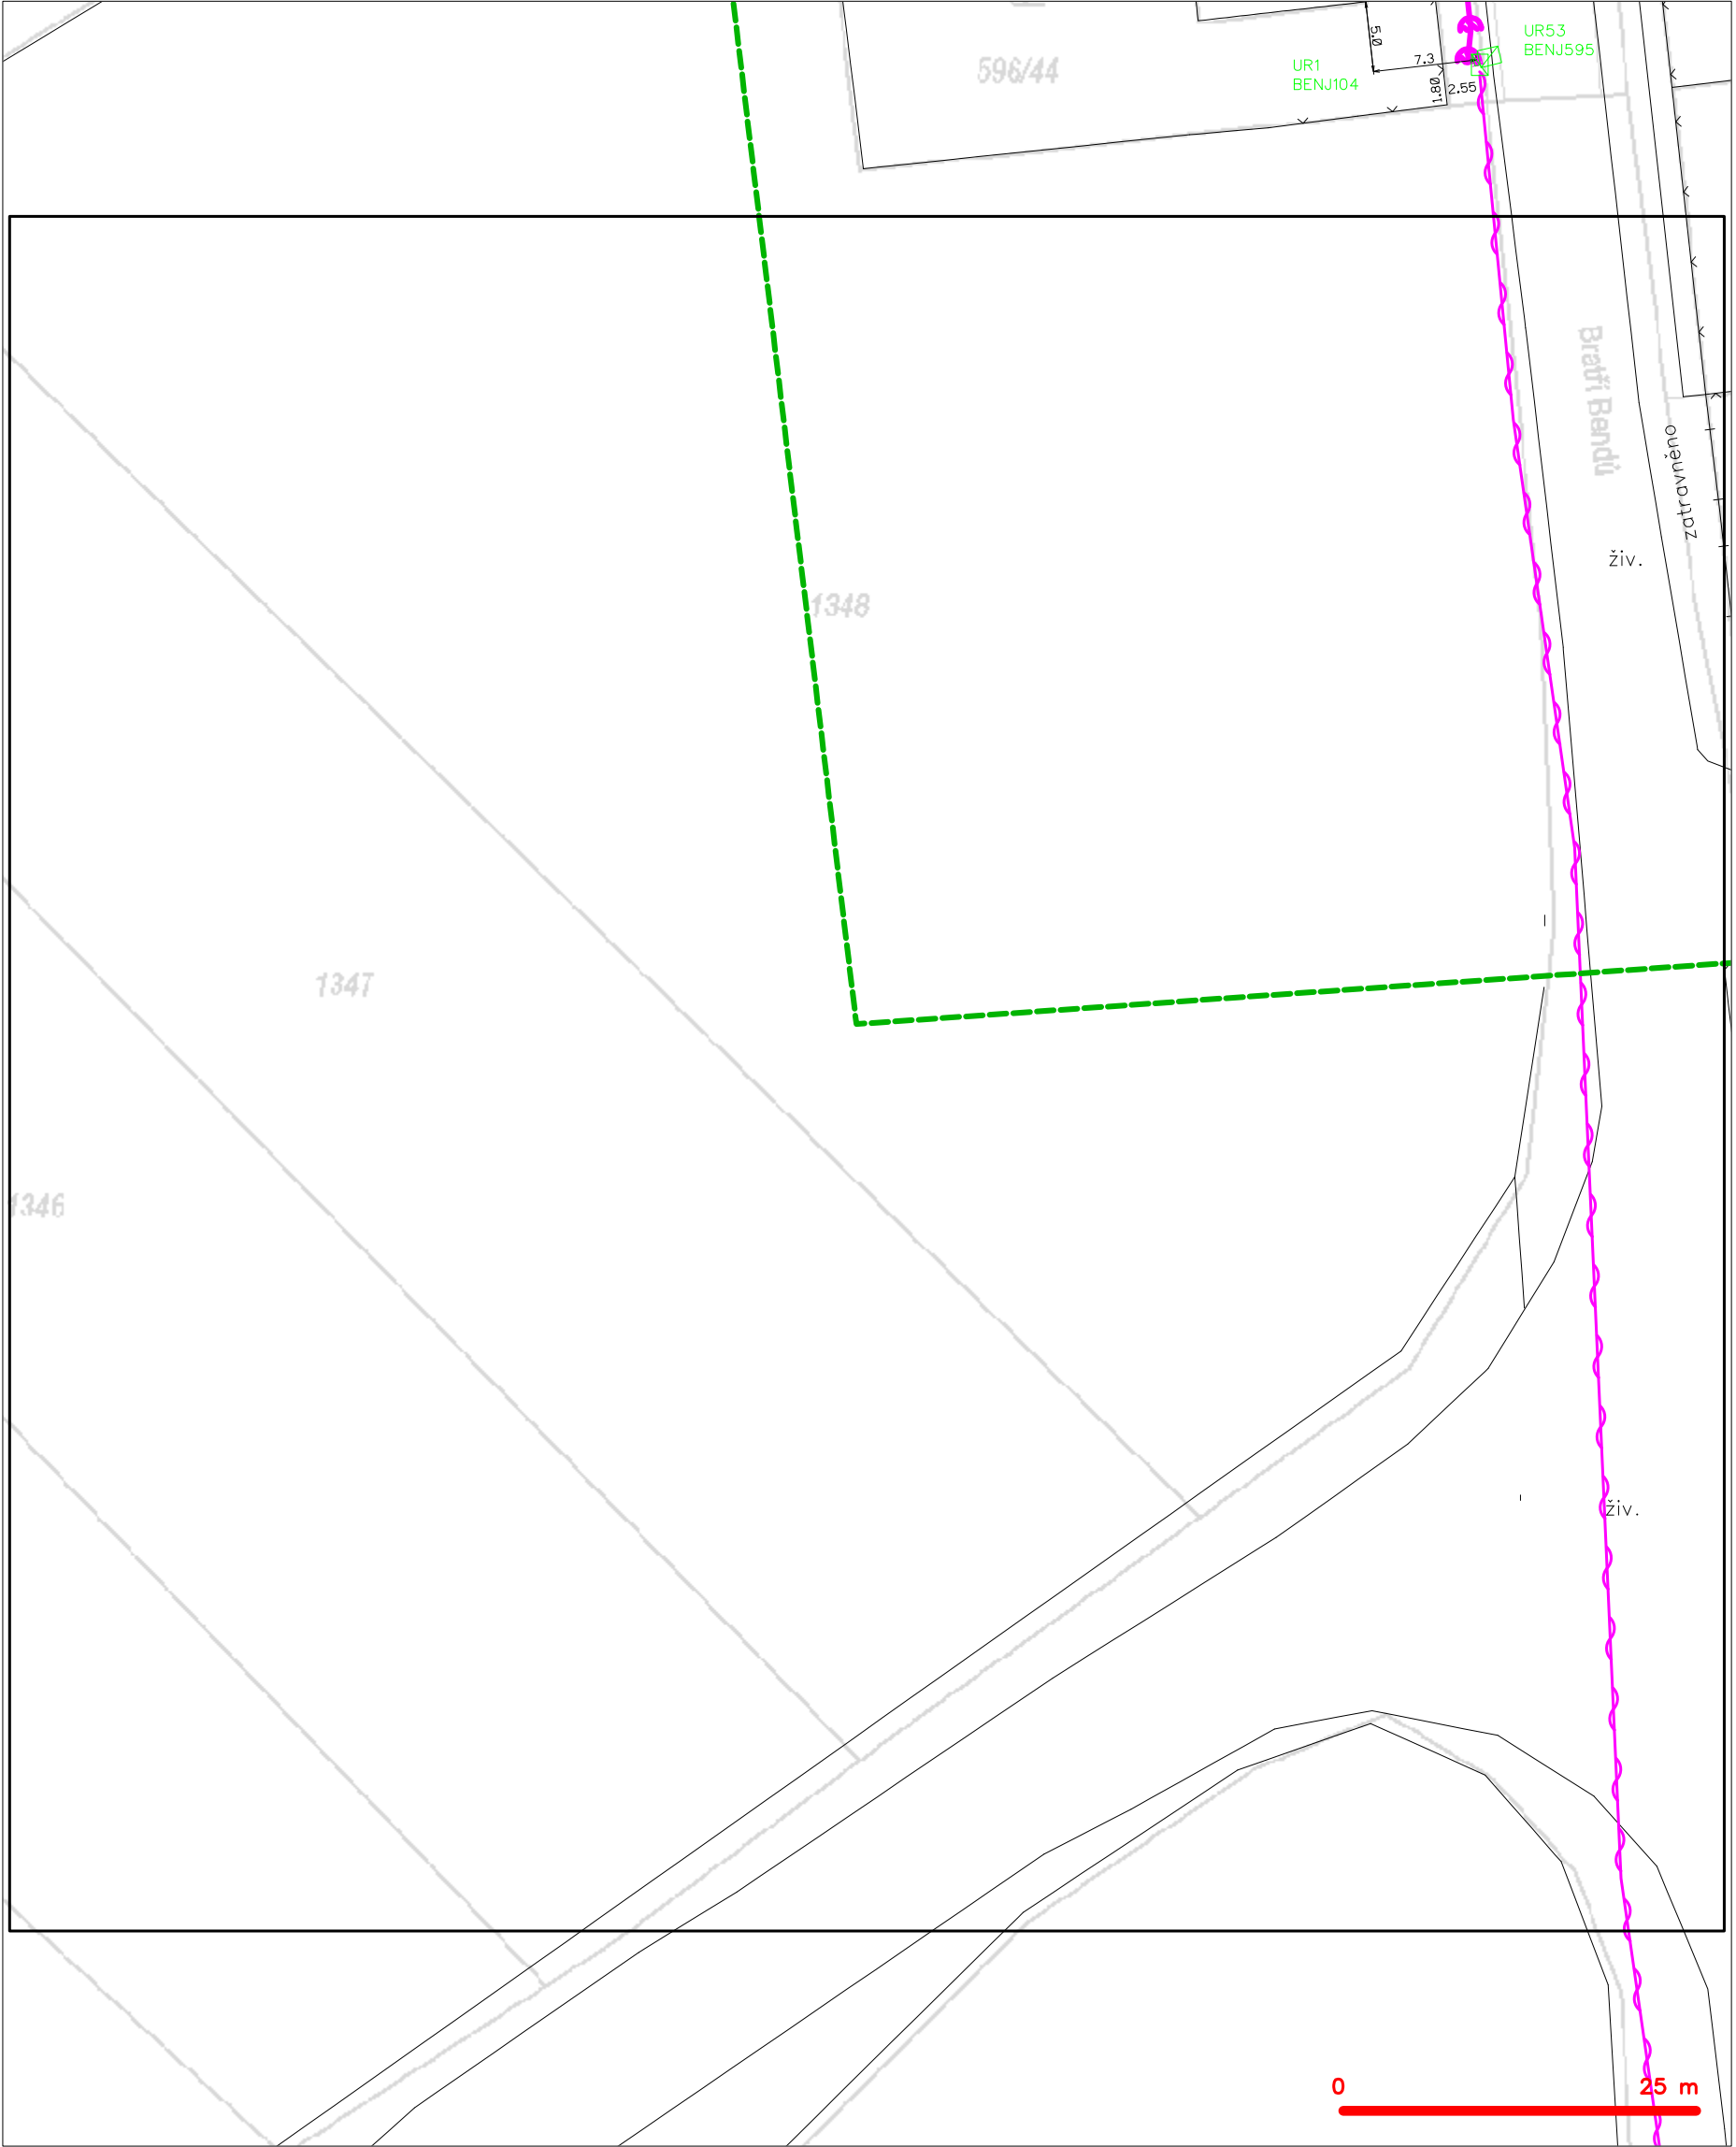 UR53
BENJ595
5.0
7.3
596/44
UR1
BENJ104
1.80
2.55
Bratří Bendů
zatravněno
živ.
1348
1347
1346
živ.
0 25 m